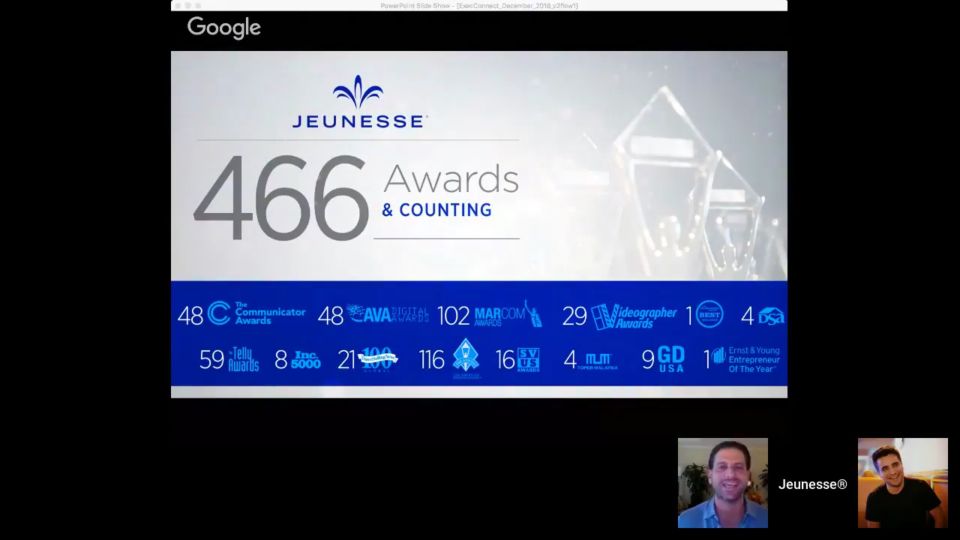 PowerPoint Slide Show - [ExecConnect_December_2018_v2flow1]
Google
JEUNESSE
466 Awards
& COUNTING
48 The Communicator Awards 48 AVA DIGITAL AWARDS 102 MARCOM AWARDS 29 Videographer Awards 1 BEST 4 DSA
59 The Telly Awards 8 Inc. 5000 21 100 116 16 SVUS AWARDS 4 MLM 9 GD USA 1 Ernst & Young Entrepreneur Of The Year
Jeunesse®